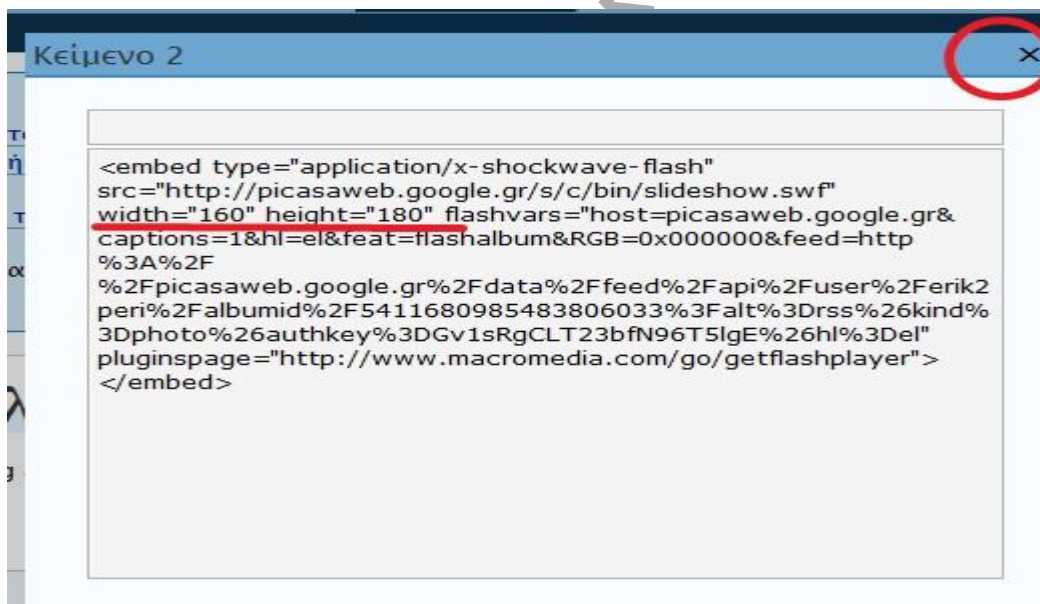 Κείμενο 2
×
<embed type="application/x-shockwave-flash"
src="http://picasaweb.google.gr/s/c/bin/slideshow.swf"
width="160" height="180" flashvars="host=picasaweb.google.gr&
captions=1&hl=el&feat=flashalbum&RGB=0x000000&feed=http
%3A%2F
%2Fpicasaweb.google.gr%2Fdata%2Ffeed%2Fapi%2Fuser%2Ferik2
peri%2Falbumid%2F5411680985483806033%3Falt%3Drss%26kind%
3Dphoto%26authkey%3DGv1sRgCLT23bfN96T5lgE%26hl%3Del"
pluginspage="http://www.macromedia.com/go/getflashplayer">
</embed>